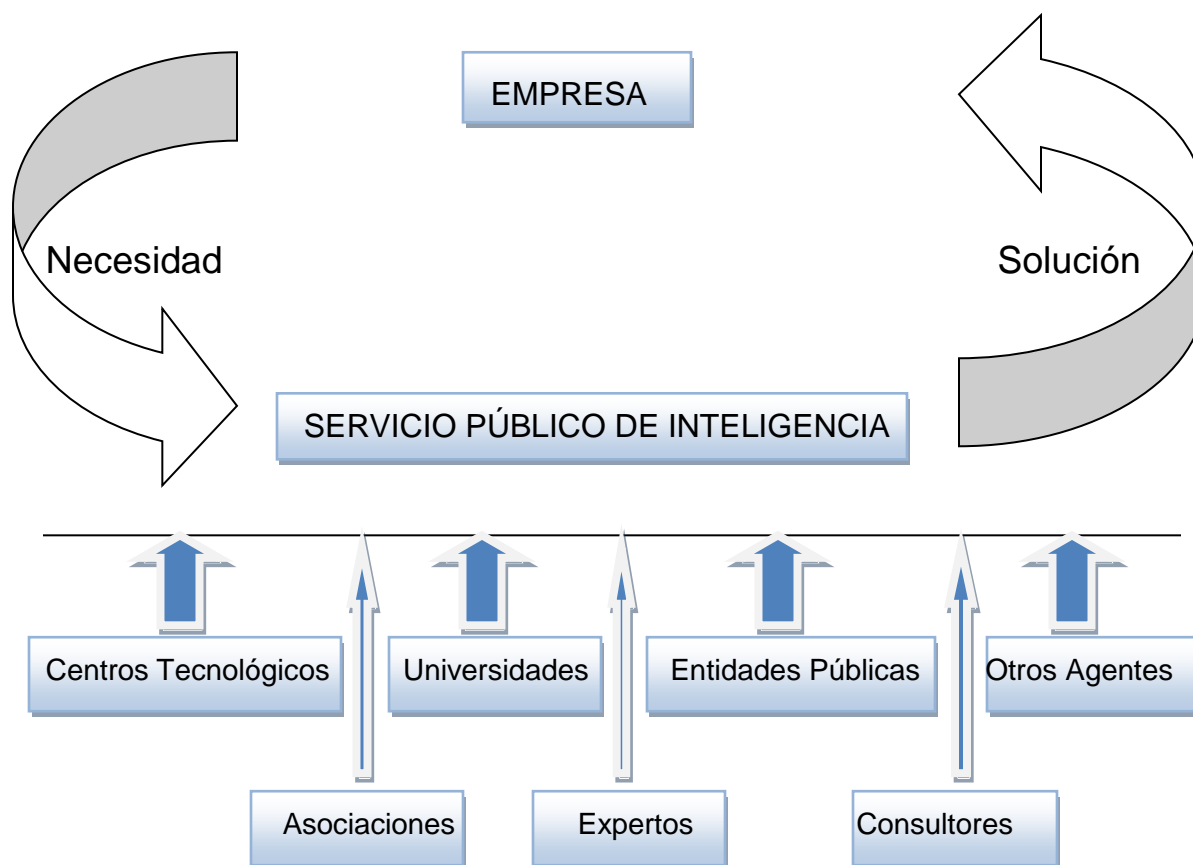 EMPRESA
Necesidad
Solución
SERVICIO PÚBLICO DE INTELIGENCIA
Centros Tecnológicos
Universidades
Entidades Públicas
Otros Agentes
Asociaciones
Expertos
Consultores